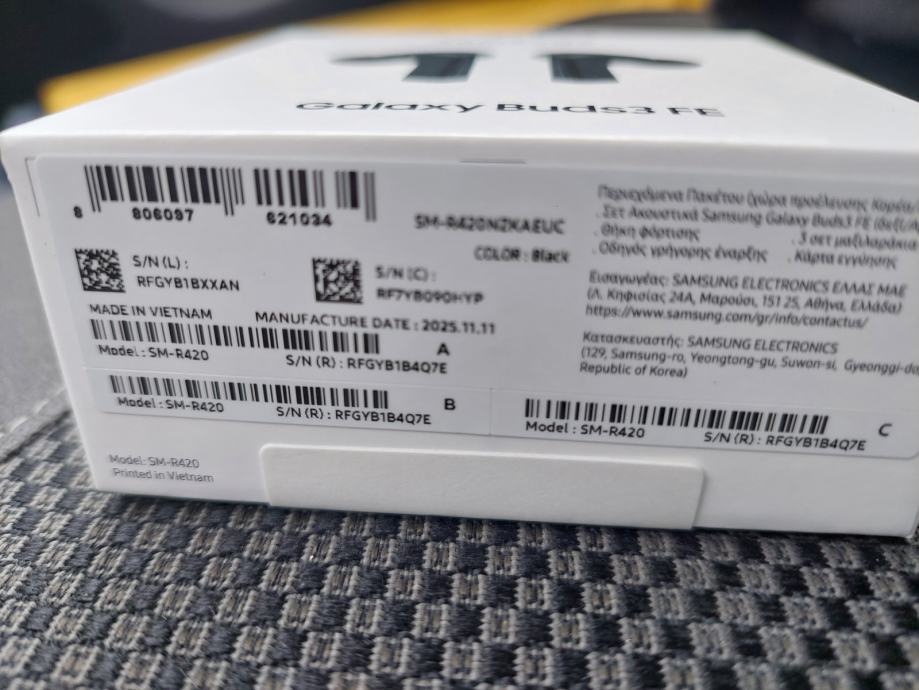 Galaxy Buds3 FE
8 806097 621034
SM-R420NZKAEUC
COLOR : Black
S/N (L) :
RFGYB1BXXAN
S/N (C) :
RF7YB090HYP
MADE IN VIETNAM
MANUFACTURE DATE : 2025.11.11
Model : SM-R420
S/N (R) : RFGYB1B4Q7E
A
Model : SM-R420
S/N (R) : RFGYB1B4Q7E
B
Model : SM-R420
S/N (R) : RFGYB1B4Q7E
C
Περιεχόμενα Πακέτου (χώρα προέλευσης Κορέα)
. Σετ Ακουστικά Samsung Galaxy Buds3 FE
. Θήκη φόρτισης . 3 σετ μαξιλαράκια
. Οδηγός γρήγορης έναρξης . Κάρτα εγγύησης
Εισαγωγέας: SAMSUNG ELECTRONICS ΕΛΛΑΣ ΜΑΕ
(Λ. Κηφισίας 24Α, Μαρούσι, 151 25, Αθήνα, Ελλάδα)
https://www.samsung.com/gr/info/contactus/
Κατασκευαστής: SAMSUNG ELECTRONICS
(129, Samsung-ro, Yeongtong-gu, Suwon-si, Gyeonggi-do
Republic of Korea)
Model: SM-R420
Printed in Vietnam